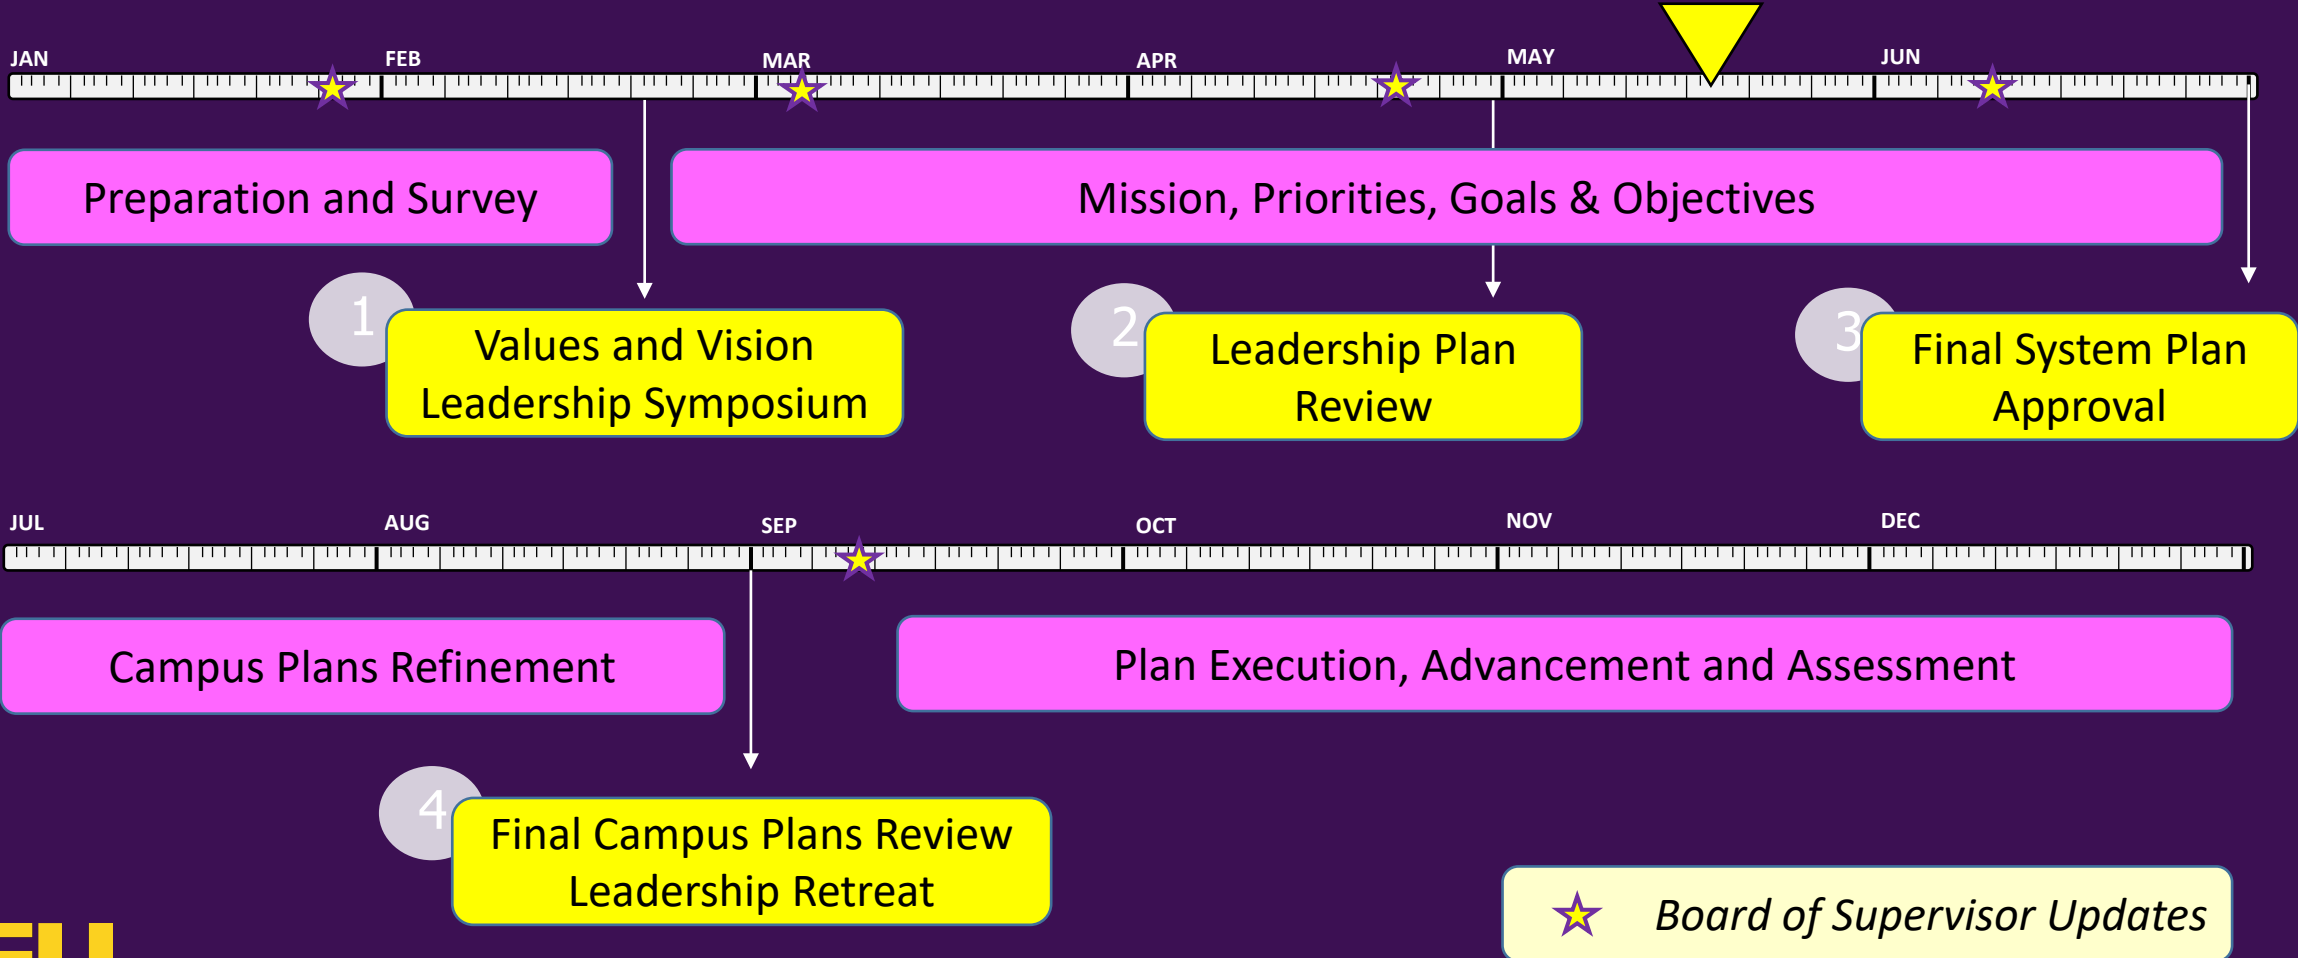 JAN FEB MAR APR MAY JUN
Preparation and Survey
Mission, Priorities, Goals & Objectives
1
Values and Vision
Leadership Symposium
2
Leadership Plan
Review
3
Final System Plan
Approval
JUL AUG SEP OCT NOV DEC
Campus Plans Refinement
Plan Execution, Advancement and Assessment
4
Final Campus Plans Review
Leadership Retreat
Board of Supervisor Updates